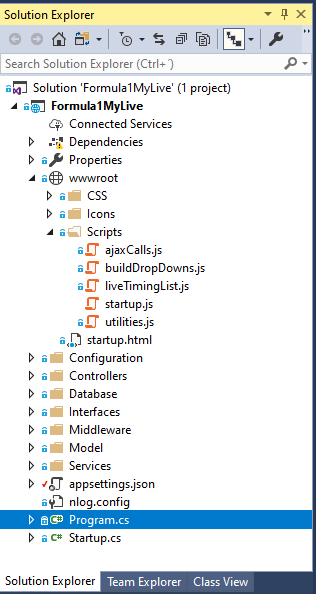 Solution Explorer
Search Solution Explorer (Ctrl+´)
Solution 'Formula1MyLive' (1 project)
Formula1MyLive
Connected Services
Dependencies
Properties
wwwroot
CSS
Icons
Scripts
ajaxCalls.js
buildDropDowns.js
liveTimingList.js
startup.js
utilities.js
startup.html
Configuration
Controllers
Database
Interfaces
Middleware
Model
Services
appsettings.json
nlog.config
C# Program.cs
C# Startup.cs
Solution Explorer Team Explorer Class View